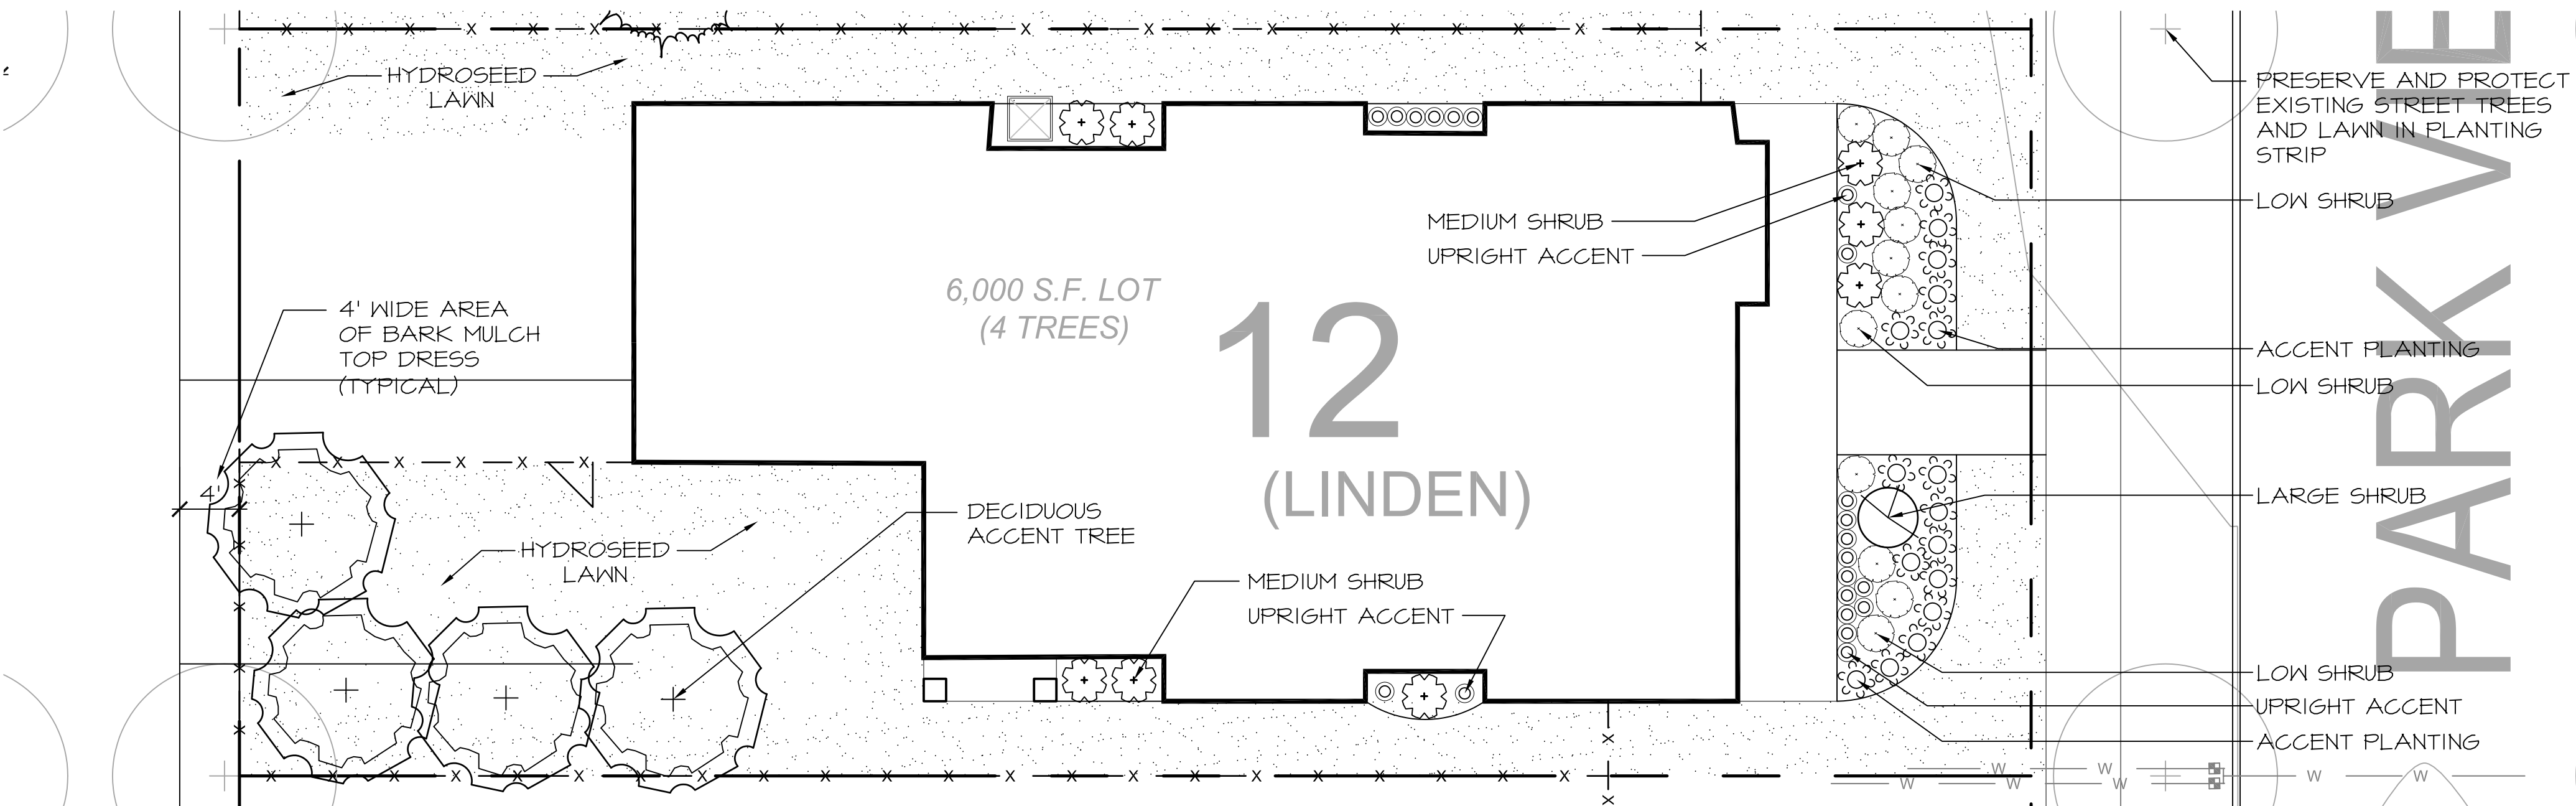 HYDROSEED
LAWN
PRESERVE AND PROTECT
EXISTING STREET TREES
AND LAWN IN PLANTING
STRIP
LOW SHRUB
MEDIUM SHRUB
UPRIGHT ACCENT
6,000 S.F. LOT
(4 TREES)
12
(LINDEN)
4' WIDE AREA
OF BARK MULCH
TOP DRESS
(TYPICAL)
ACCENT PLANTING
LOW SHRUB
4'
LARGE SHRUB
DECIDUOUS
ACCENT TREE
HYDROSEED
LAWN
MEDIUM SHRUB
UPRIGHT ACCENT
LOW SHRUB
UPRIGHT ACCENT
ACCENT PLANTING
W W
W W W W W
PARK VIE